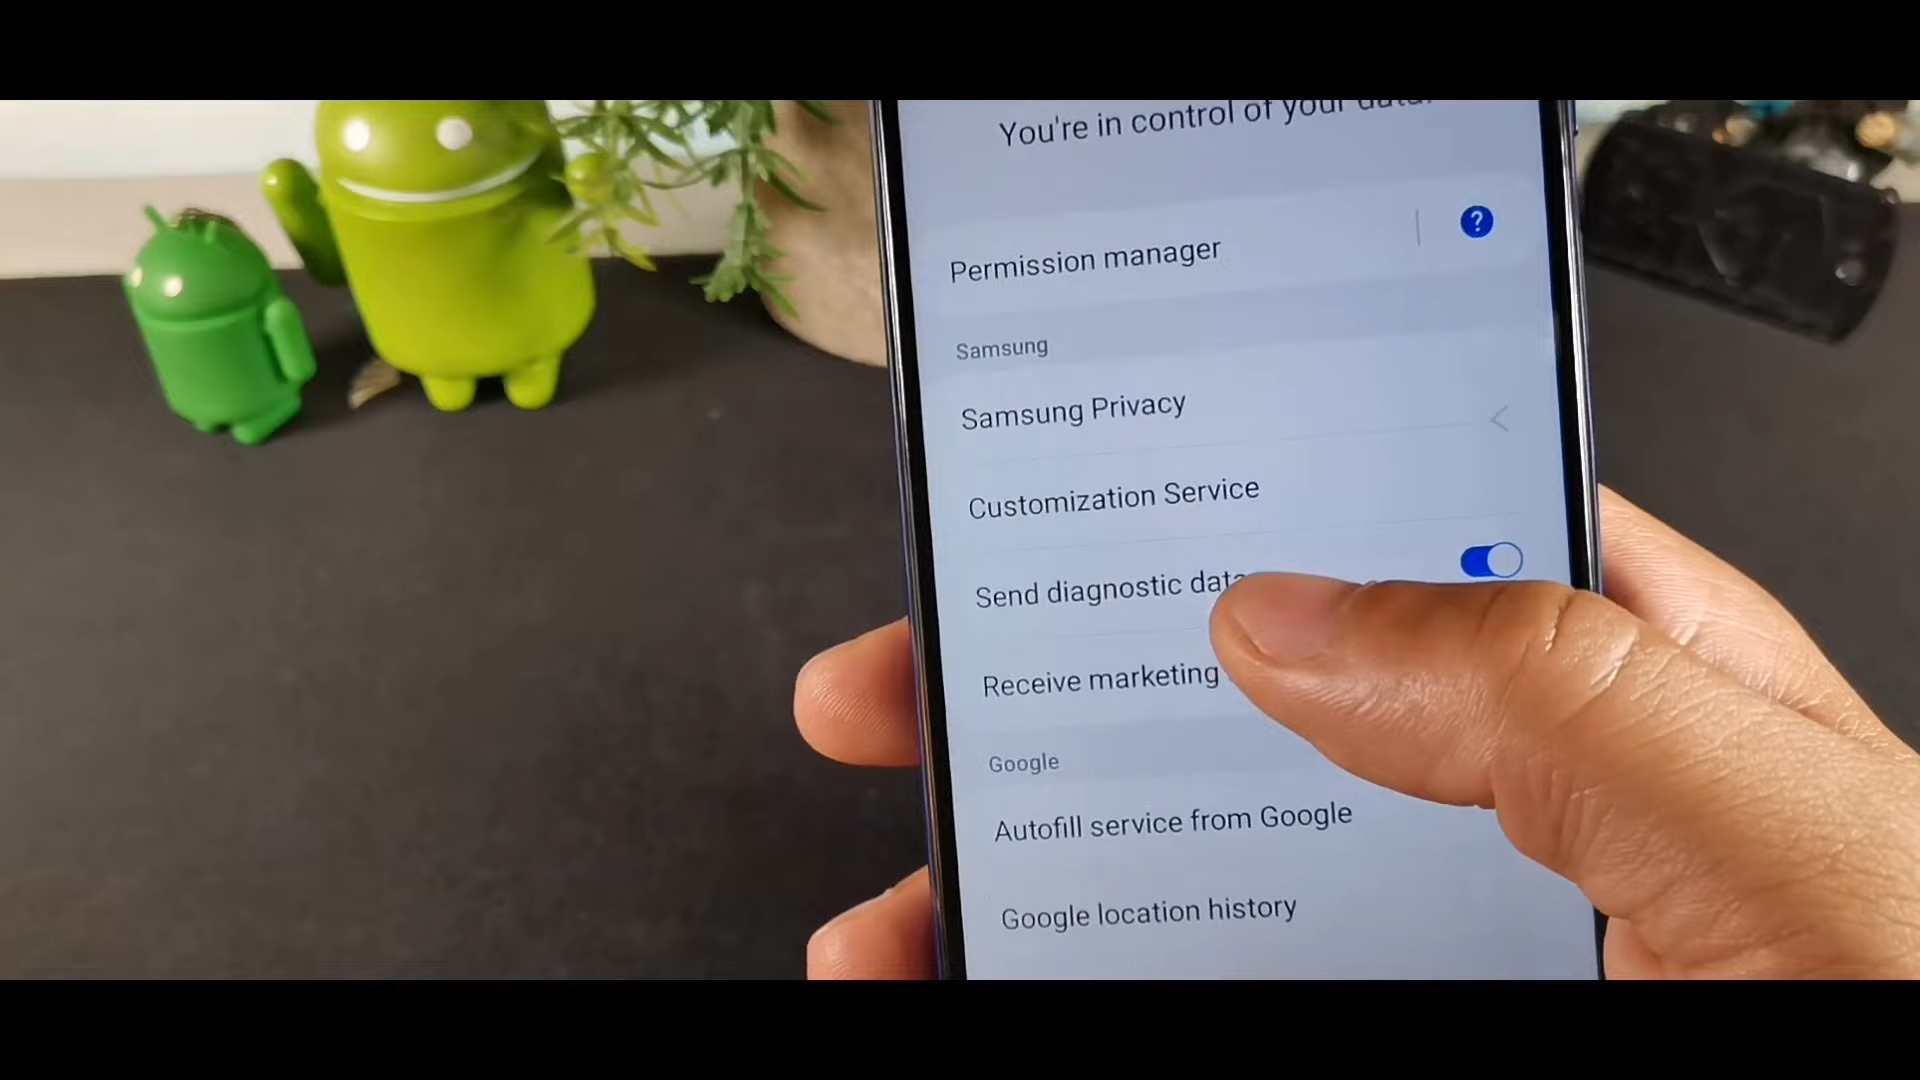 You're in control of your data.
Permission manager
?
Samsung
Samsung Privacy
Customization Service
Send diagnostic data
Receive marketing
Google
Autofill service from Google
Google location history